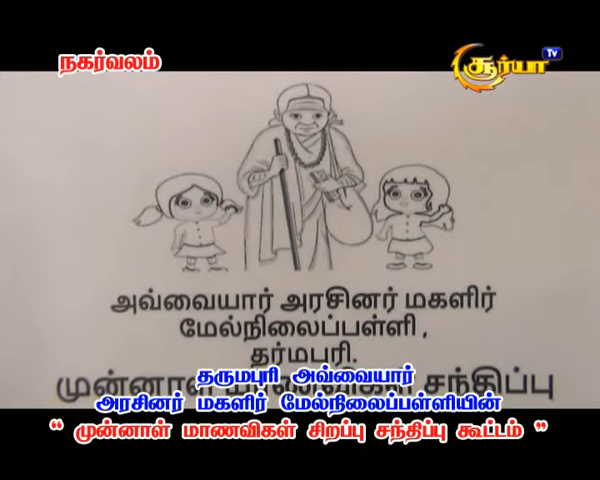 நகர்வலம்
சூர்யா Tv
அவ்வையார் அரசினர் மகளிர்
மேல்நிலைப்பள்ளி,
தர்மபுரி.
முன்னாள் சந்திப்பு
தருமபுரி அவ்வையார்
அரசினர் மகளிர் மேல்நிலைப்பள்ளியின்
“ முன்னாள் மாணவிகள் சிறப்பு சந்திப்பு கூட்டம் ”